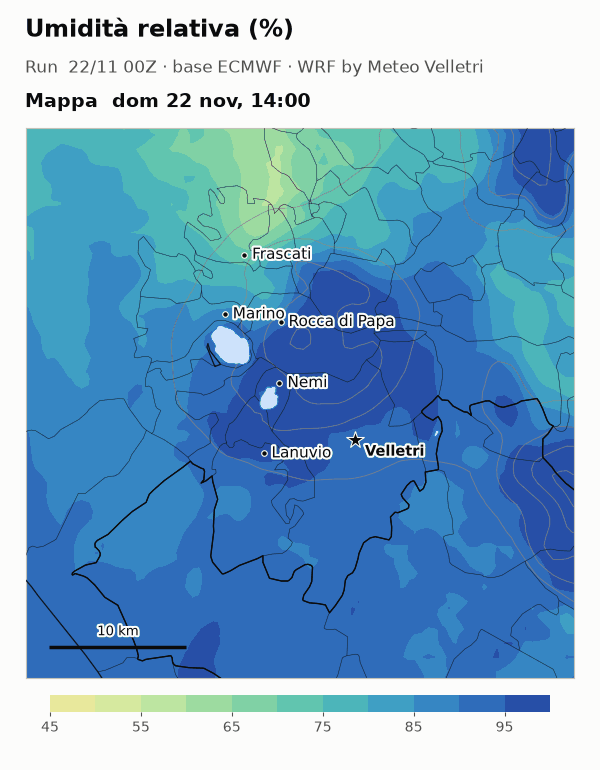 Umidità relativa (%)
Run  22/11 00Z · base ECMWF · WRF by Meteo Velletri
Mappa  dom 22 nov, 14:00
Frascati
Marino
Rocca di Papa
Nemi
Velletri
Lanuvio
10 km
45 55 65 75 85 95